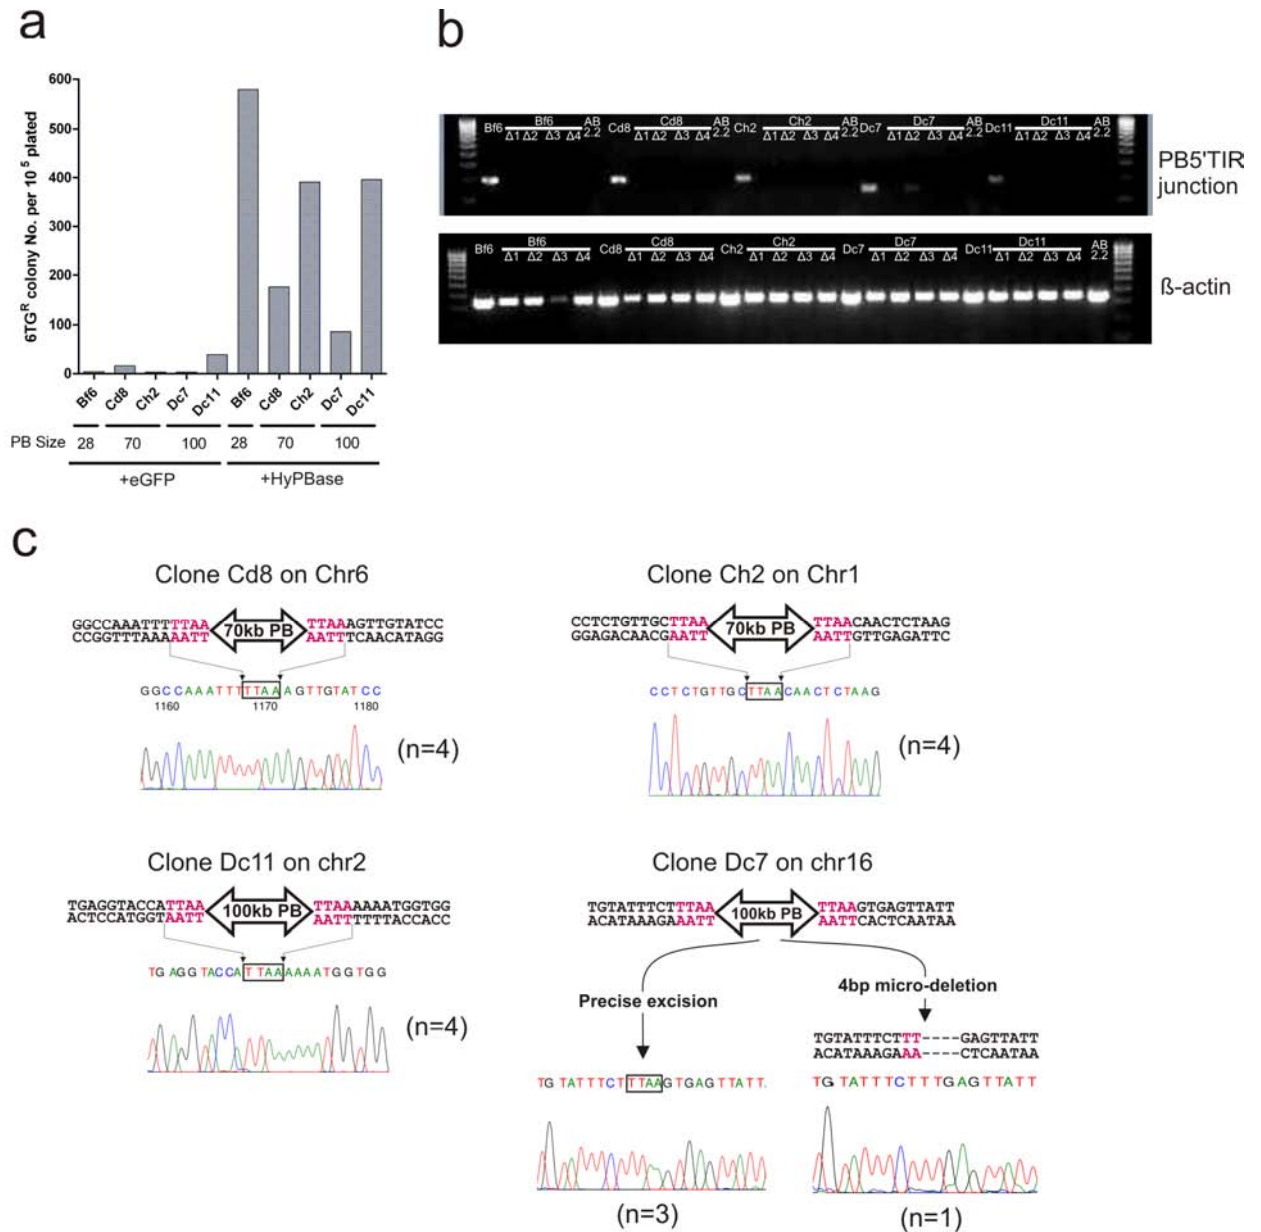 a
6TGR colony No. per 10 5 plated
600
500
400
300
200
100
0
Bf6 Cd8 Ch2 Dc7 Dc11 Bf6 Cd8 Ch2 Dc7 Dc11
PB Size 28 70 100 28 70 100
+eGFP +HyPBase
b
Bf6 Cd8 Ch2 Dc7 Dc11 AB
Bf6 Δ1 Δ2 Δ3 Δ4 2.2 Cd8 Δ1 Δ2 Δ3 Δ4 AB 2.2 Ch2 Δ1 Δ2 Δ3 Δ4 AB 2.2 Dc7 Δ1 Δ2 Δ3 Δ4 AB 2.2 Dc11 Δ1 Δ2 Δ3 Δ4 2.2
PB5'TIR
junction
Bf6 Bf6 Cd8 Cd8 Ch2 Ch2 Dc7 Dc7 Dc11 Dc11 AB
Δ1 Δ2 Δ3 Δ4 Δ1 Δ2 Δ3 Δ4 Δ1 Δ2 Δ3 Δ4 Δ1 Δ2 Δ3 Δ4 Δ1 Δ2 Δ3 Δ4 2.2
ß-actin
c
Clone Cd8 on Chr6
GGCCAAATTTTTAA 70kb PB TTAAAGTTGTATCC
CCGGTTTAAAAATT AATTTCAACATAGG
GGCCAAATTTTTAAAGTTGTATCC
1160 1170 1180
(n=4)
Clone Ch2 on Chr1
CCTCTGTTGCTTAA 70kb PB TTAACAACTCTAAG
GGAGACAACGAATT AATTGTTGAGATTC
CCTCTGTTGCTTAACAACTCTAAG
(n=4)
Clone Dc11 on chr2
TGAGGTACCATTAA 100kb PB TTAAAAAATGGTGG
ACTCCATGGTAATT AATTTTTTACCACC
TGAGGTACCATTAAAAAATGGTGG
(n=4)
Clone Dc7 on chr16
TGTATTTCTTTAA 100kb PB TTAAGTGAGTTATT
ACATAAAGAAATT AATTCACTCAATAA
Precise excision
4bp micro-deletion
TGTATTTCTTT----GAGTTATT
ACATAAAGAAA----CTCAATAA
TGTATTTCTTTAAGTGAGTTATT
TGTATTTCTTTGAGTTATT
(n=3)
(n=1)